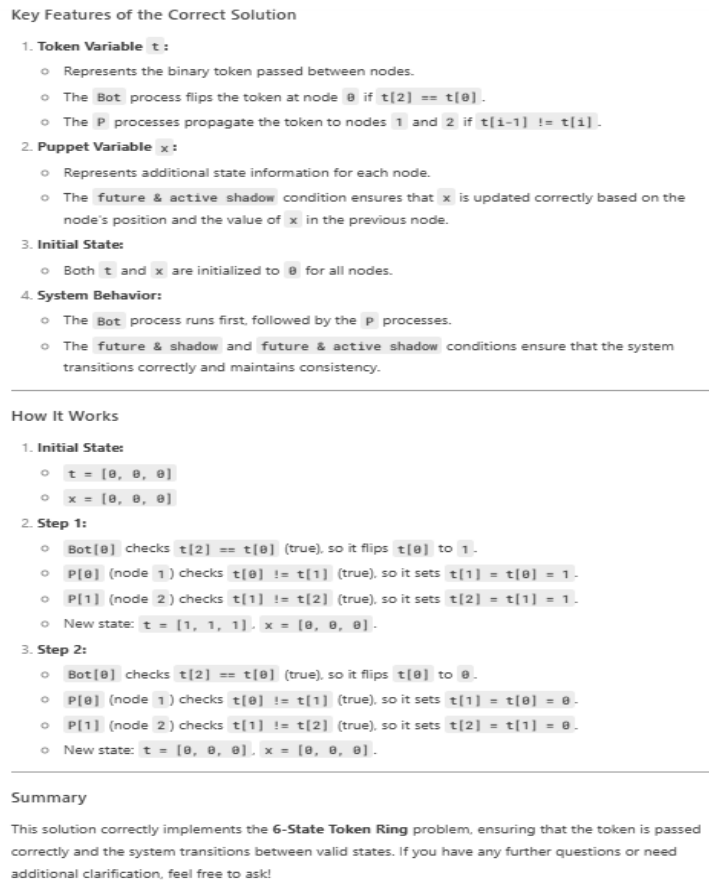 Key Features of the Correct Solution
1. Token Variable t:
○ Represents the binary token passed between nodes.
○ The Bot process flips the token at node 0 if t[2] == t[0].
○ The P processes propagate the token to nodes 1 and 2 if t[i-1] != t[i].
2. Puppet Variable x:
○ Represents additional state information for each node.
○ The future & active shadow condition ensures that x is updated correctly based on the
node's position and the value of x in the previous node.
3. Initial State:
○ Both t and x are initialized to 0 for all nodes.
4. System Behavior:
○ The Bot process runs first, followed by the P processes.
○ The future & shadow and future & active shadow conditions ensure that the system
transitions correctly and maintains consistency.
How It Works
1. Initial State:
○ t = [0, 0, 0]
○ x = [0, 0, 0]
2. Step 1:
○ Bot[0] checks t[2] == t[0] (true), so it flips t[0] to 1.
○ P[0] (node 1) checks t[0] != t[1] (true), so it sets t[1] = t[0] = 1.
○ P[1] (node 2) checks t[1] != t[2] (true), so it sets t[2] = t[1] = 1.
○ New state: t = [1, 1, 1], x = [0, 0, 0].
3. Step 2:
○ Bot[0] checks t[2] == t[0] (true), so it flips t[0] to 0.
○ P[0] (node 1) checks t[0] != t[1] (true), so it sets t[1] = t[0] = 0.
○ P[1] (node 2) checks t[1] != t[2] (true), so it sets t[2] = t[1] = 0.
○ New state: t = [0, 0, 0], x = [0, 0, 0].
Summary
This solution correctly implements the 6-State Token Ring problem, ensuring that the token is passed
correctly and the system transitions between valid states. If you have any further questions or need
additional clarification, feel free to ask!